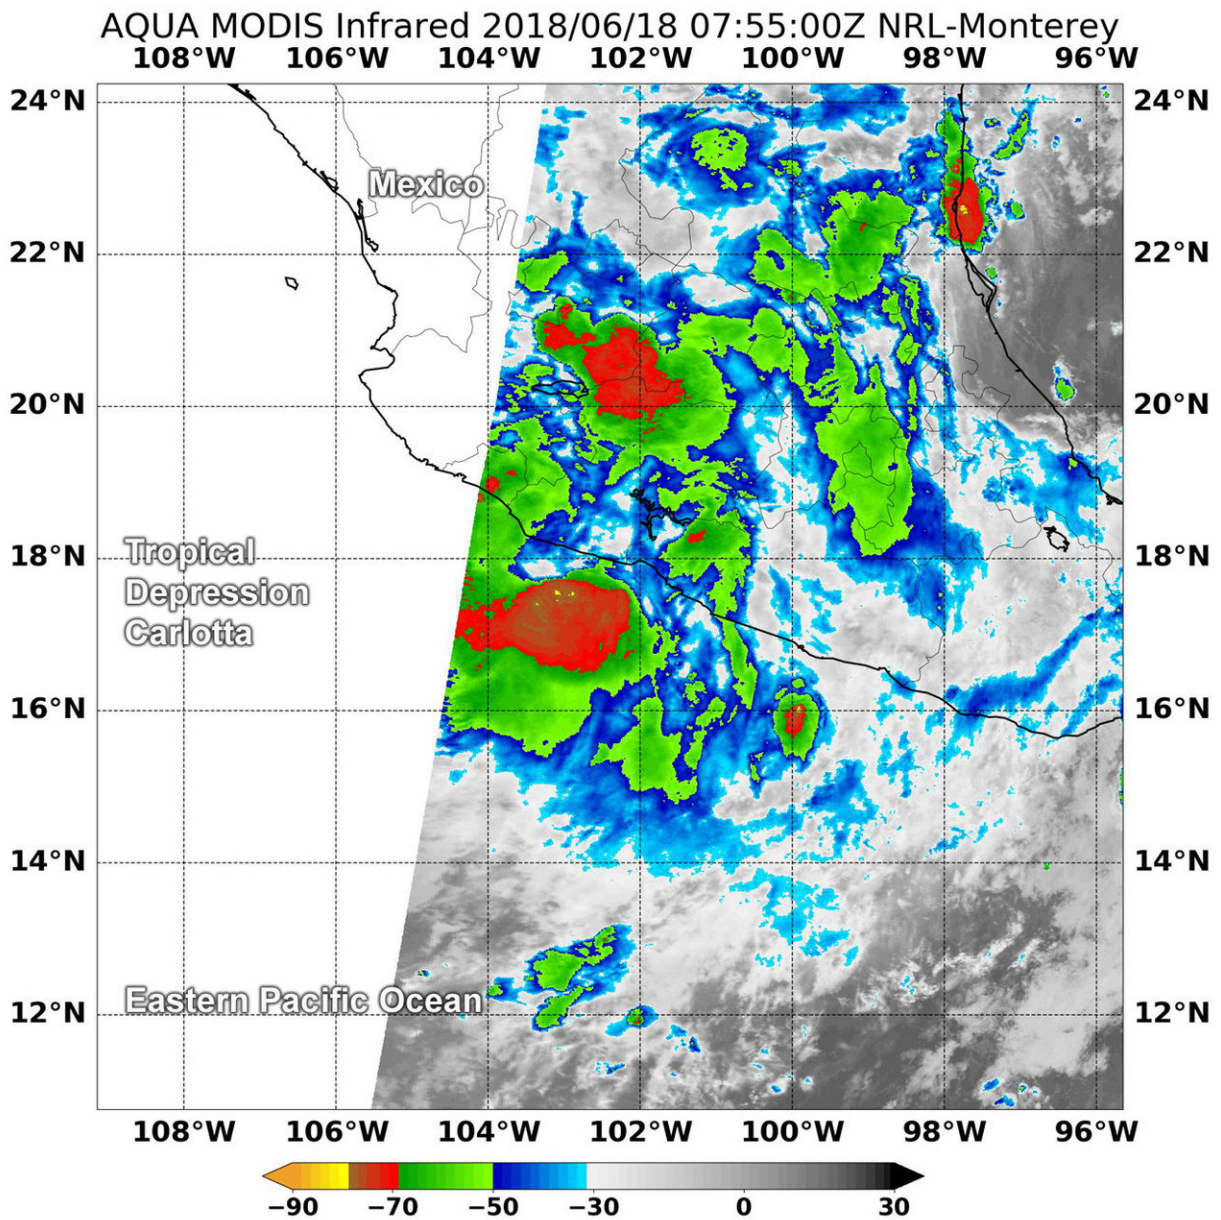 AQUA MODIS Infrared 2018/06/18 07:55:00Z NRL-Monterey
108°W 106°W 104°W 102°W 100°W 98°W 96°W
24°N 24°N
Mexico
22°N 22°N
20°N 20°N
18°N 18°N
Tropical
Depression
Carlotta
16°N 16°N
14°N 14°N
Eastern Pacific Ocean
12°N 12°N
108°W 106°W 104°W 102°W 100°W 98°W 96°W
−90 −70 −50 −30 0 30